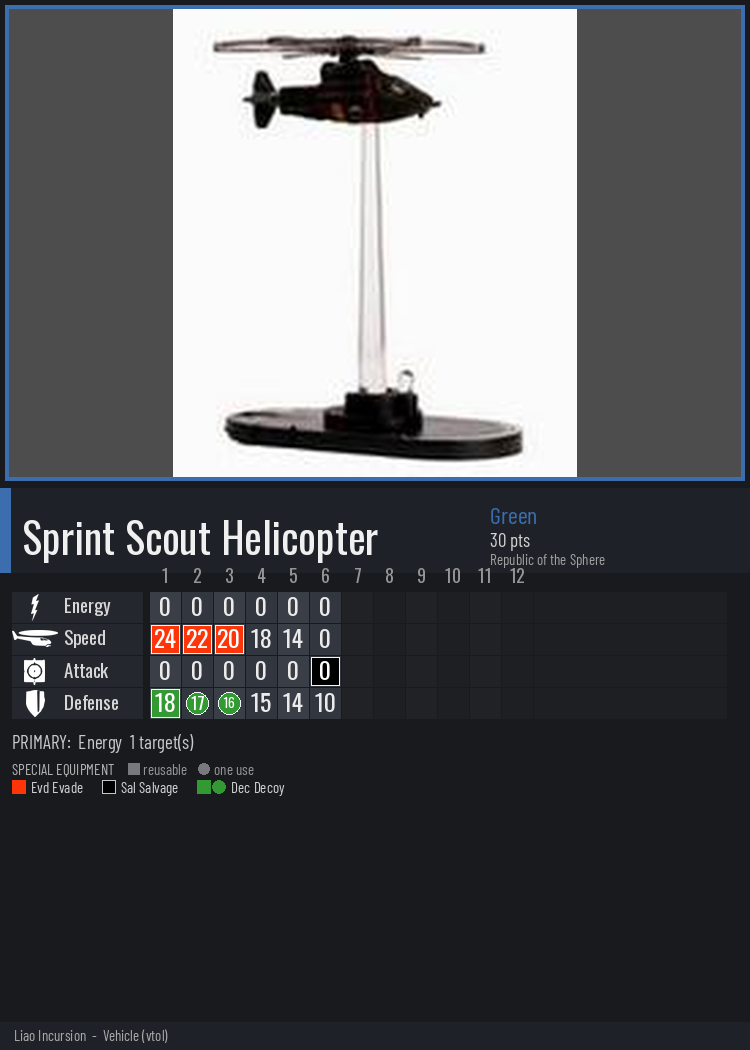 Sprint Scout Helicopter
Green
30 pts
Republic of the Sphere
1 2 3 4 5 6 7 8 9 10 11 12
Energy 0 0 0 0 0 0
Speed 24 22 20 18 14 0
Attack 0 0 0 0 0 0
Defense 18 17 16 15 14 10
PRIMARY: Energy 1 target(s)
SPECIAL EQUIPMENT reusable one use
Evd Evade Sal Salvage Dec Decoy
Liao Incursion - Vehicle (vtol)